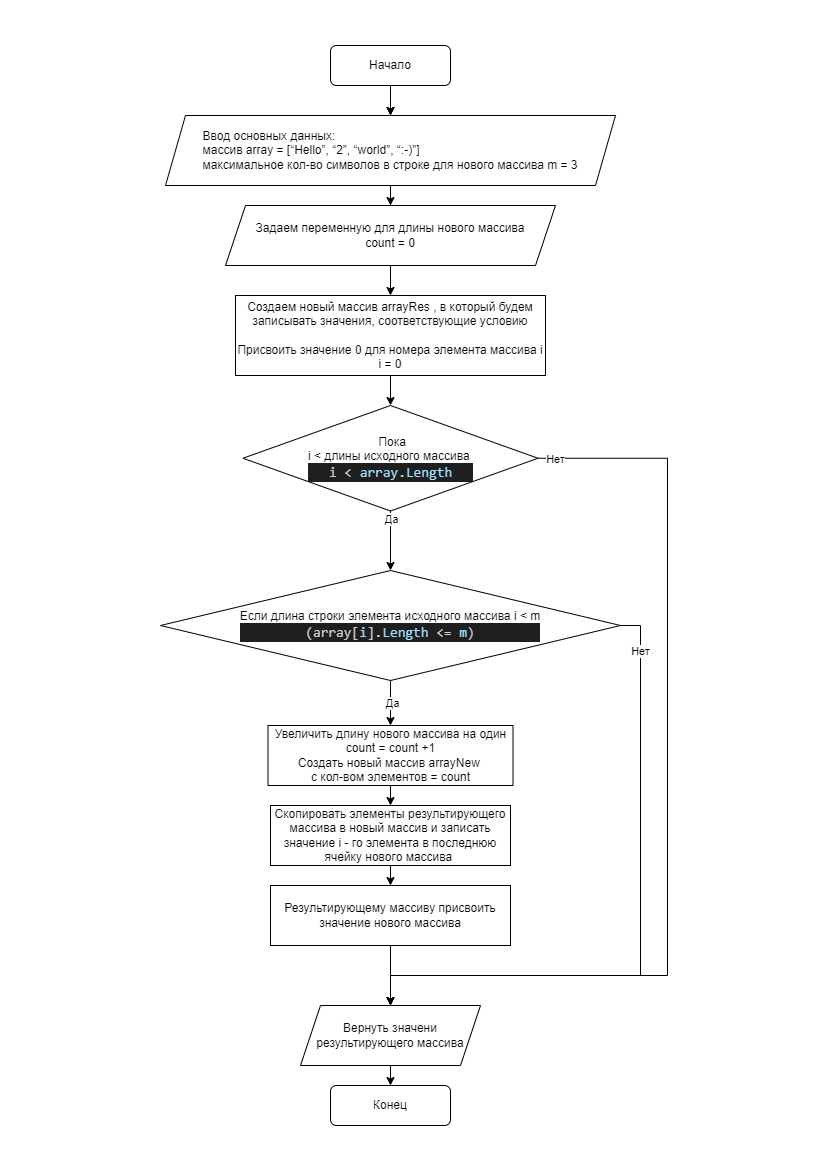 Начало
Ввод основных данных:
массив array = [“Hello”, “2”, “world”, “:-)”]
максимальное кол-во символов в строке для нового массива m = 3
Задаем переменную для длины нового массива
count = 0
Создаем новый массив arrayRes , в который будем
записывать значения, соответствующие условию
Присвоить значение 0 для номера элемента массива i
i = 0
Пока
i < длины исходного массива
i < array.Length
Нет
Да
Если длина строки элемента исходного массива i < m
(array[i].Length <= m)
Нет
Да
Увеличить длину нового массива на один
count = count +1
Создать новый массив arrayNew
с кол-вом элементов = count
Скопировать элементы результирующего
массива в новый массив и записать
значение i - го элемента в последнюю
ячейку нового массива
Результирующему массиву присвоить
значение нового массива
Вернуть значени
результирующего массива
Конец